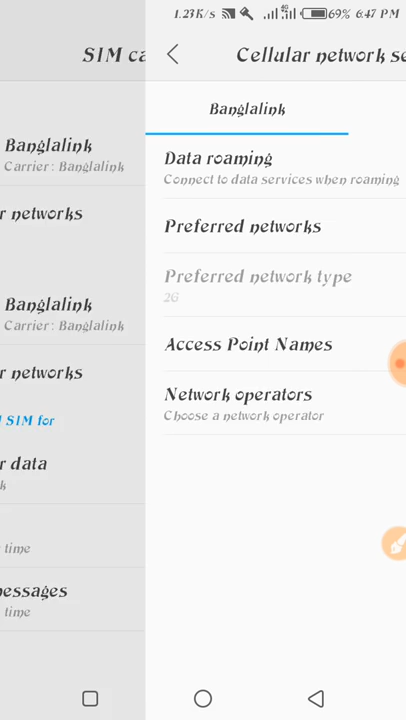 1.23K/s 4G 69% 6:47 PM
SIM ca
Banglalink
Carrier: Banglalink
r networks
Banglalink
Carrier: Banglalink
r networks
SIM for
r data
k
time
essages
time
Cellular network se
Banglalink
Data roaming
Connect to data services when roaming
Preferred networks
Preferred network type
2G
Access Point Names
Network operators
Choose a network operator